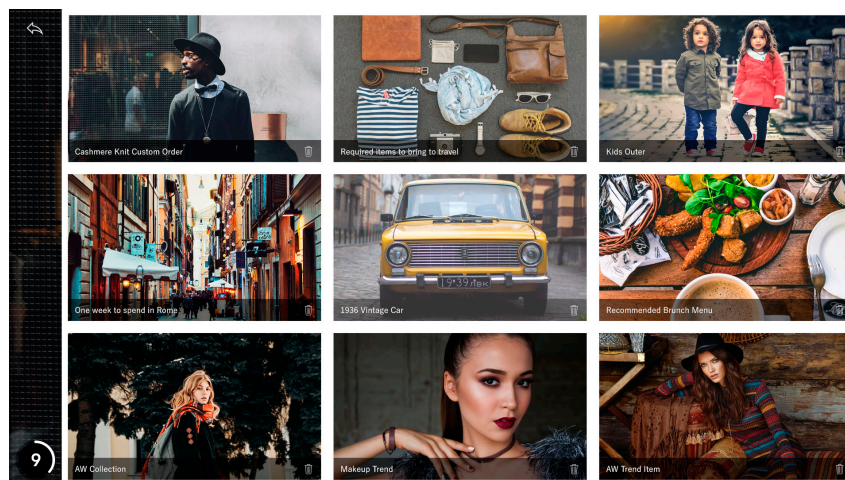 Cashmere Knit Custom Order
Required items to bring to travel
Kids Outer
One week to spend in Rome
1936 Vintage Car
Recommended Brunch Menu
9
AW Collection
Makeup Trend
AW Trend Item